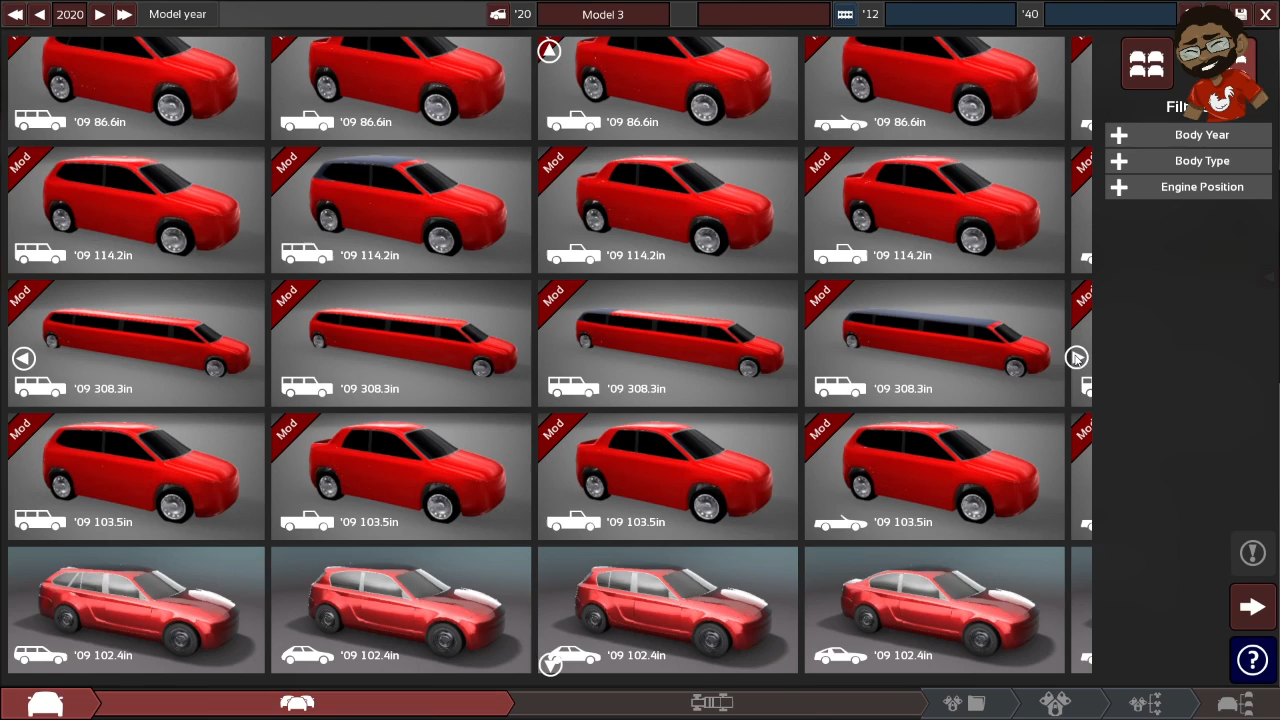 2020 Model year '20 Model 3 '12 '40
'09 86.6in '09 86.6in '09 86.6in '09 86.6in
Mod Mod Mod Mod Mod
'09 114.2in '09 114.2in '09 114.2in '09 114.2in
Mod Mod Mod Mod Mod
'09 308.3in '09 308.3in '09 308.3in '09 308.3in
Mod Mod Mod Mod Mod
'09 103.5in '09 103.5in '09 103.5in '09 103.5in
'09 102.4in '09 102.4in '09 102.4in '09 102.4in
Body Year
Body Type
Engine Position